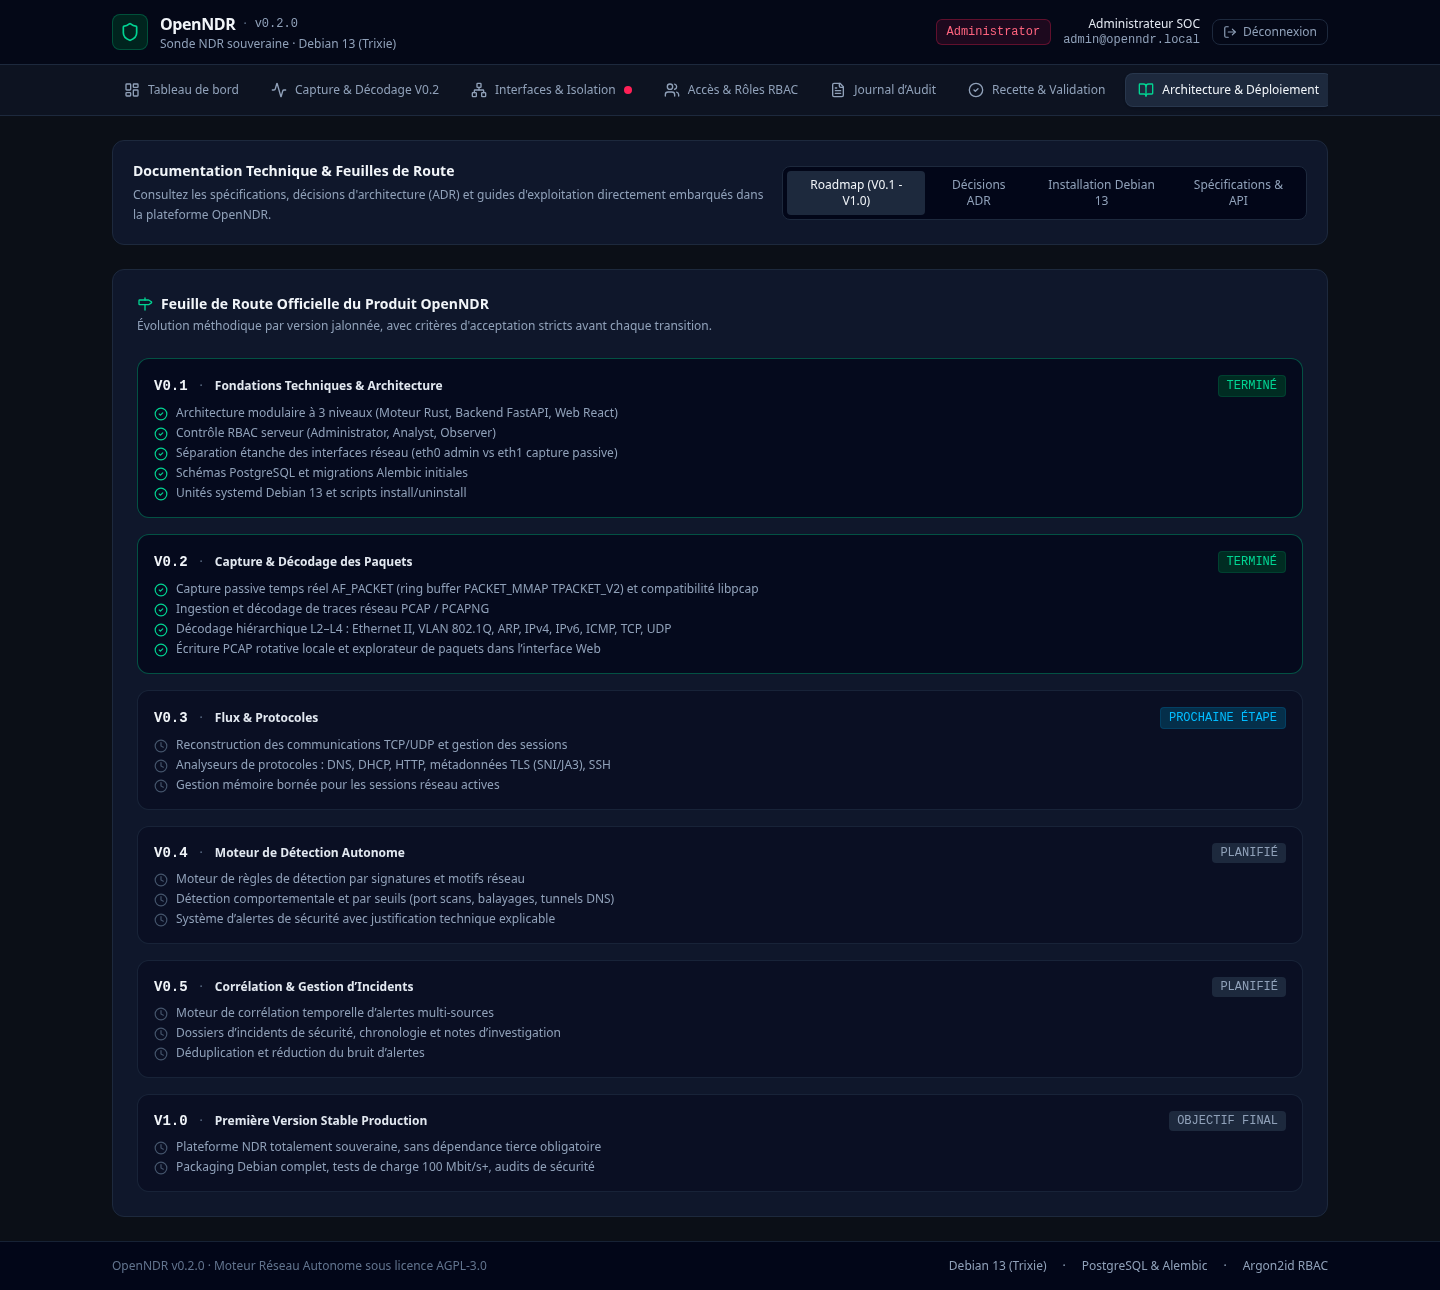 OpenNDR · v0.2.0
Sonde NDR souveraine · Debian 13 (Trixie)
Administrator
Administrateur SOC
admin@openndr.local
Déconnexion
Tableau de bord
Capture & Décodage V0.2
Interfaces & Isolation
Accès & Rôles RBAC
Journal d’Audit
Recette & Validation
Architecture & Déploiement
Documentation Technique & Feuilles de Route
Consultez les spécifications, décisions d'architecture (ADR) et guides d'exploitation directement embarqués dans
la plateforme OpenNDR.
Roadmap (V0.1 -
V1.0)
Décisions
ADR
Installation Debian
13
Spécifications &
API
Feuille de Route Officielle du Produit OpenNDR
Évolution méthodique par version jalonnée, avec critères d'acceptation stricts avant chaque transition.
V0.1 · Fondations Techniques & Architecture
TERMINÉ
Architecture modulaire à 3 niveaux (Moteur Rust, Backend FastAPI, Web React)
Contrôle RBAC serveur (Administrator, Analyst, Observer)
Séparation étanche des interfaces réseau (eth0 admin vs eth1 capture passive)
Schémas PostgreSQL et migrations Alembic initiales
Unités systemd Debian 13 et scripts install/uninstall
V0.2 · Capture & Décodage des Paquets
TERMINÉ
Capture passive temps réel AF_PACKET (ring buffer PACKET_MMAP TPACKET_V2) et compatibilité libpcap
Ingestion et décodage de traces réseau PCAP / PCAPNG
Décodage hiérarchique L2–L4 : Ethernet II, VLAN 802.1Q, ARP, IPv4, IPv6, ICMP, TCP, UDP
Écriture PCAP rotative locale et explorateur de paquets dans l’interface Web
V0.3 · Flux & Protocoles
PROCHAINE ÉTAPE
Reconstruction des communications TCP/UDP et gestion des sessions
Analyseurs de protocoles : DNS, DHCP, HTTP, métadonnées TLS (SNI/JA3), SSH
Gestion mémoire bornée pour les sessions réseau actives
V0.4 · Moteur de Détection Autonome
PLANIFIÉ
Moteur de règles de détection par signatures et motifs réseau
Détection comportementale et par seuils (port scans, balayages, tunnels DNS)
Système d’alertes de sécurité avec justification technique explicable
V0.5 · Corrélation & Gestion d’Incidents
PLANIFIÉ
Moteur de corrélation temporelle d’alertes multi-sources
Dossiers d’incidents de sécurité, chronologie et notes d’investigation
Déduplication et réduction du bruit d’alertes
V1.0 · Première Version Stable Production
OBJECTIF FINAL
Plateforme NDR totalement souveraine, sans dépendance tierce obligatoire
Packaging Debian complet, tests de charge 100 Mbit/s+, audits de sécurité
OpenNDR v0.2.0 · Moteur Réseau Autonome sous licence AGPL-3.0
Debian 13 (Trixie) · PostgreSQL & Alembic · Argon2id RBAC